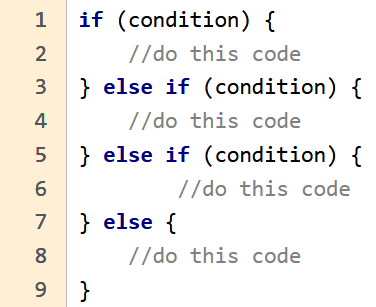 1 if (condition) {
2     //do this code
3 } else if (condition) {
4     //do this code
5 } else if (condition) {
6         //do this code
7 } else {
8     //do this code
9 }